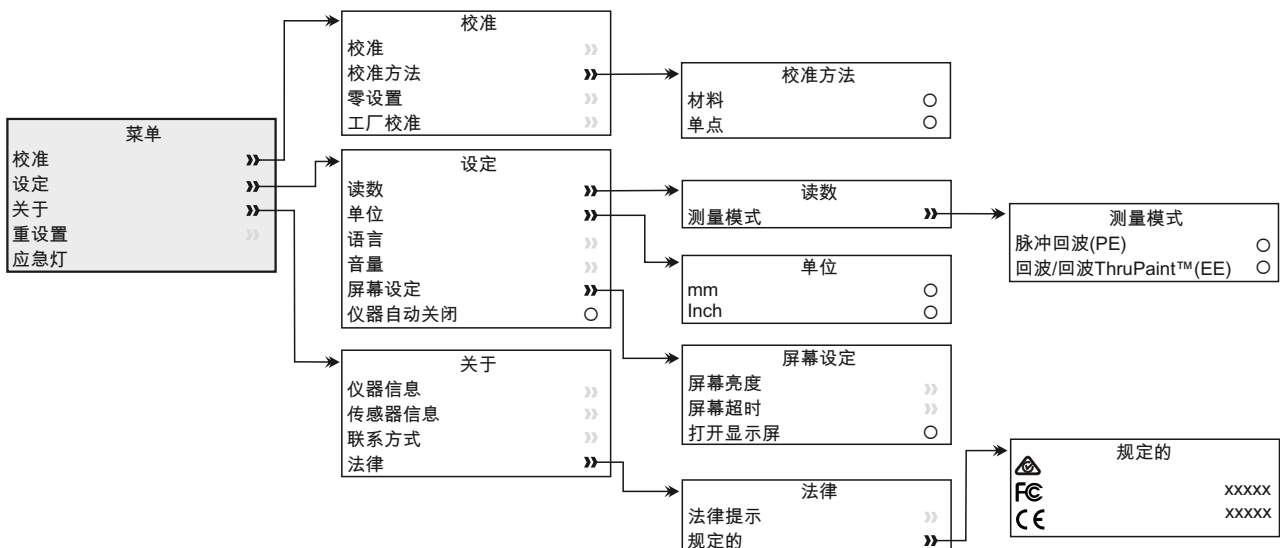 菜单
校准
设定
关于
重设置
应急灯
校准
校准
校准方法
零设置
工厂校准
校准方法
材料
单点
设定
读数
单位
语言
音量
屏幕设定
仪器自动关闭
读数
测量模式
测量模式
脉冲回波(PE)
回波/回波ThruPaint™(EE)
单位
mm
Inch
屏幕设定
屏幕亮度
屏幕超时
打开显示屏
关于
仪器信息
传感器信息
联系方式
法律
法律
法律提示
规定的
规定的
FC xxxxx
CE xxxxx